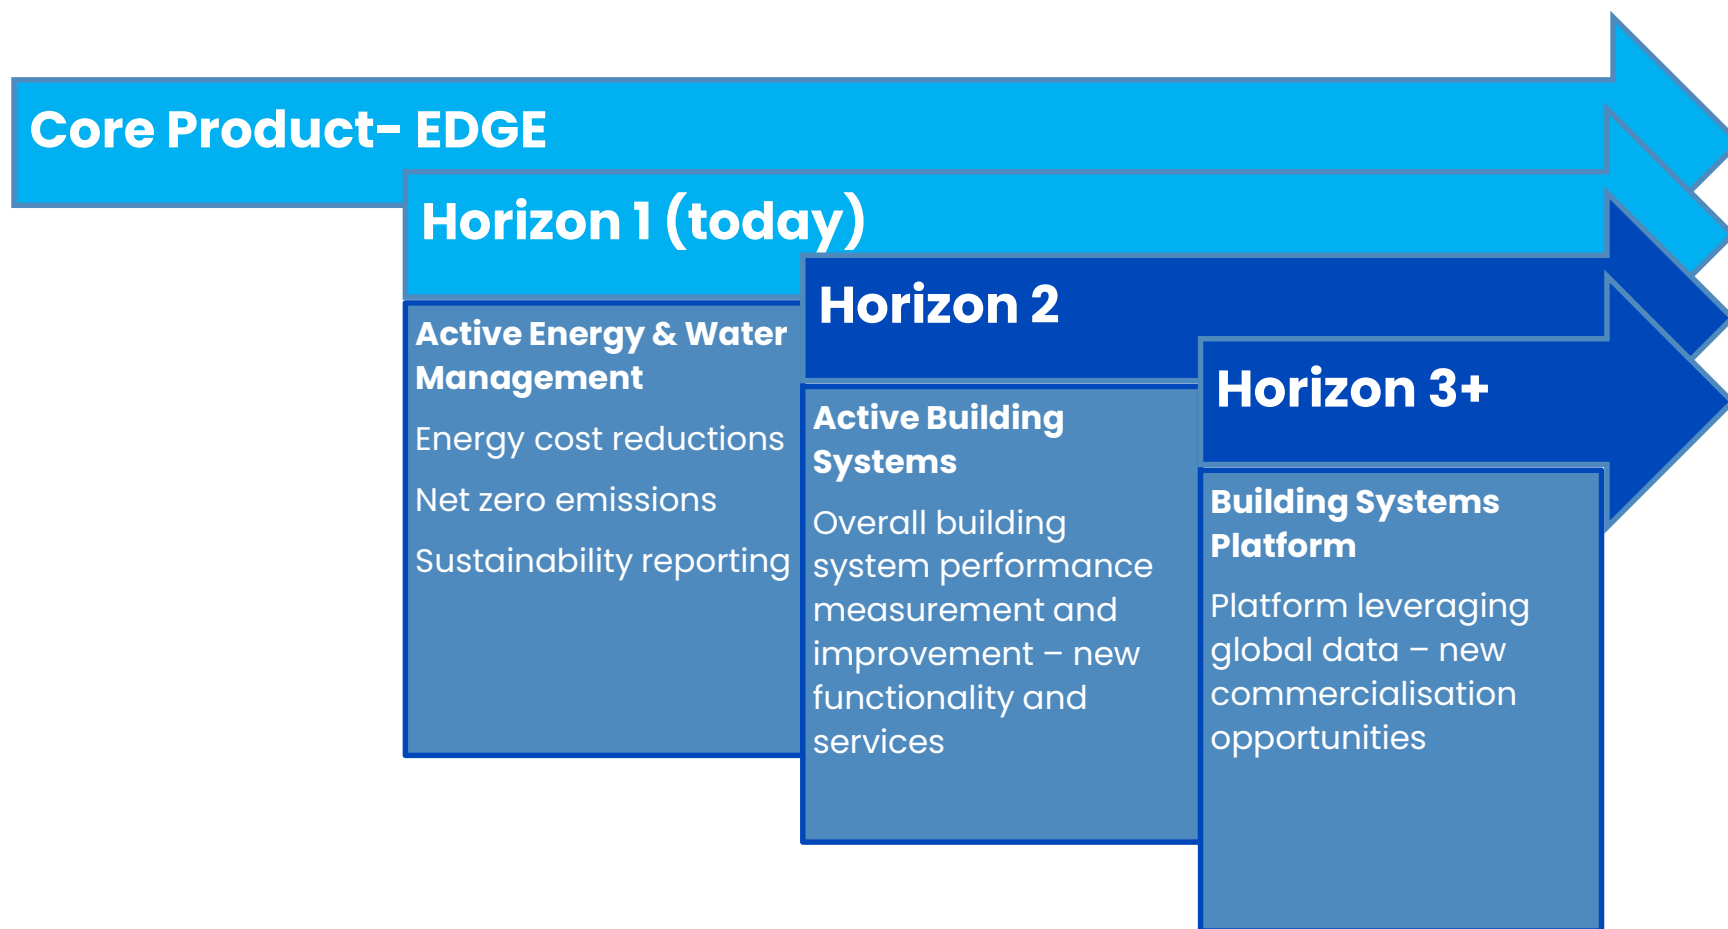 Core Product- EDGE
Horizon 1 (today)
Active Energy & Water
Management
Energy cost reductions
Net zero emissions
Sustainability reporting
Horizon 2
Active Building
Systems
Overall building
system performance
measurement and
improvement – new
functionality and
services
Horizon 3+
Building Systems
Platform
Platform leveraging
global data – new
commercialisation
opportunities